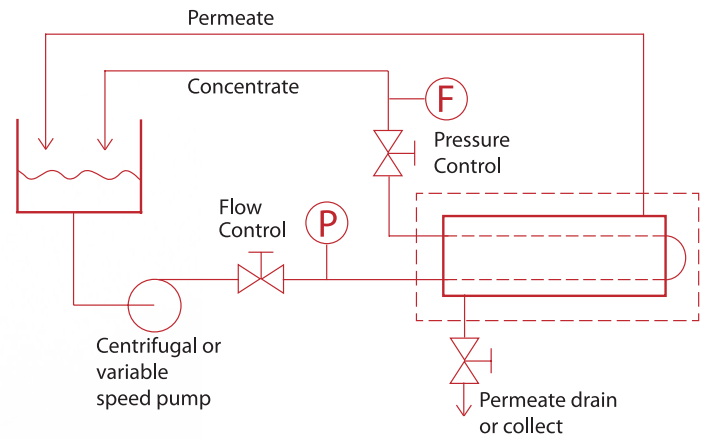 Permeate
Concentrate
F
Pressure
Control
Flow
Control
P
Centrifugal or
variable
speed pump
Permeate drain
or collect